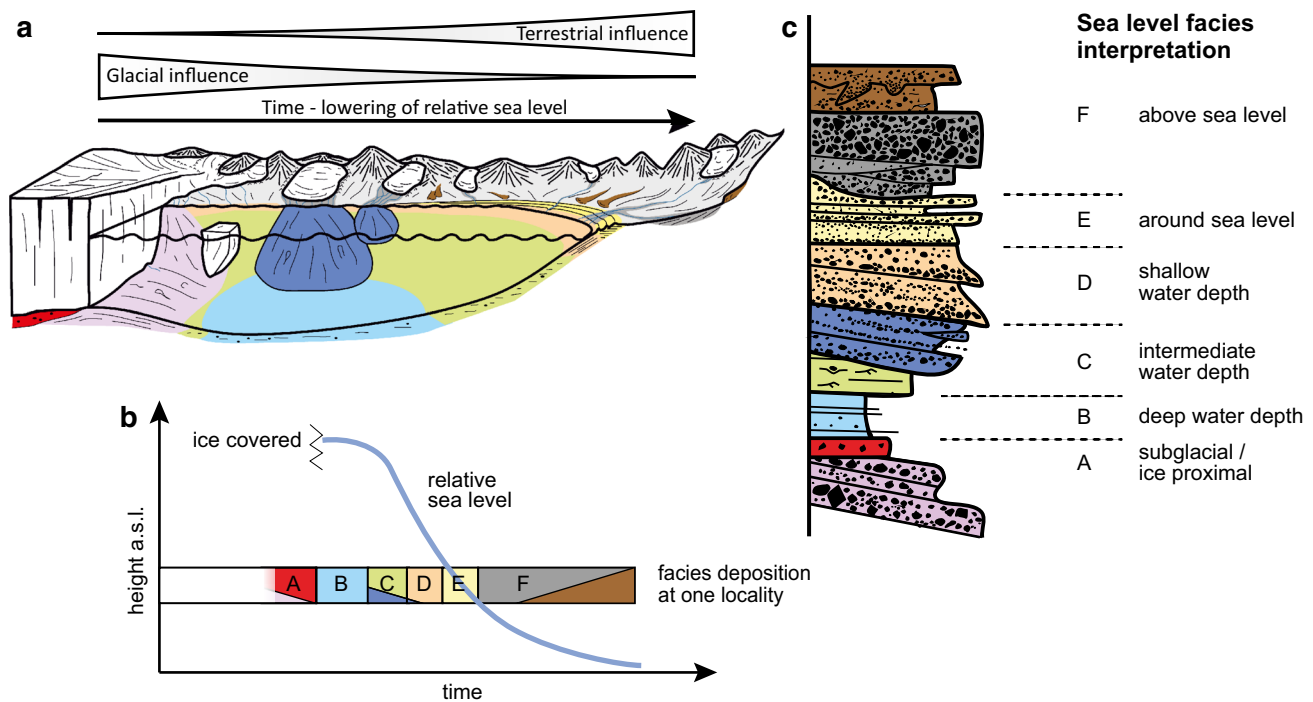 a
Terrestrial influence
Glacial influence
Time - lowering of relative sea level
b
ice covered
relative
sea level
height a.s.l.
A
B
C
D
E
F
facies deposition
at one locality
time
c
Sea level facies
interpretation
F above sea level
E around sea level
D shallow
water depth
C intermediate
water depth
B deep water depth
A subglacial /
ice proximal